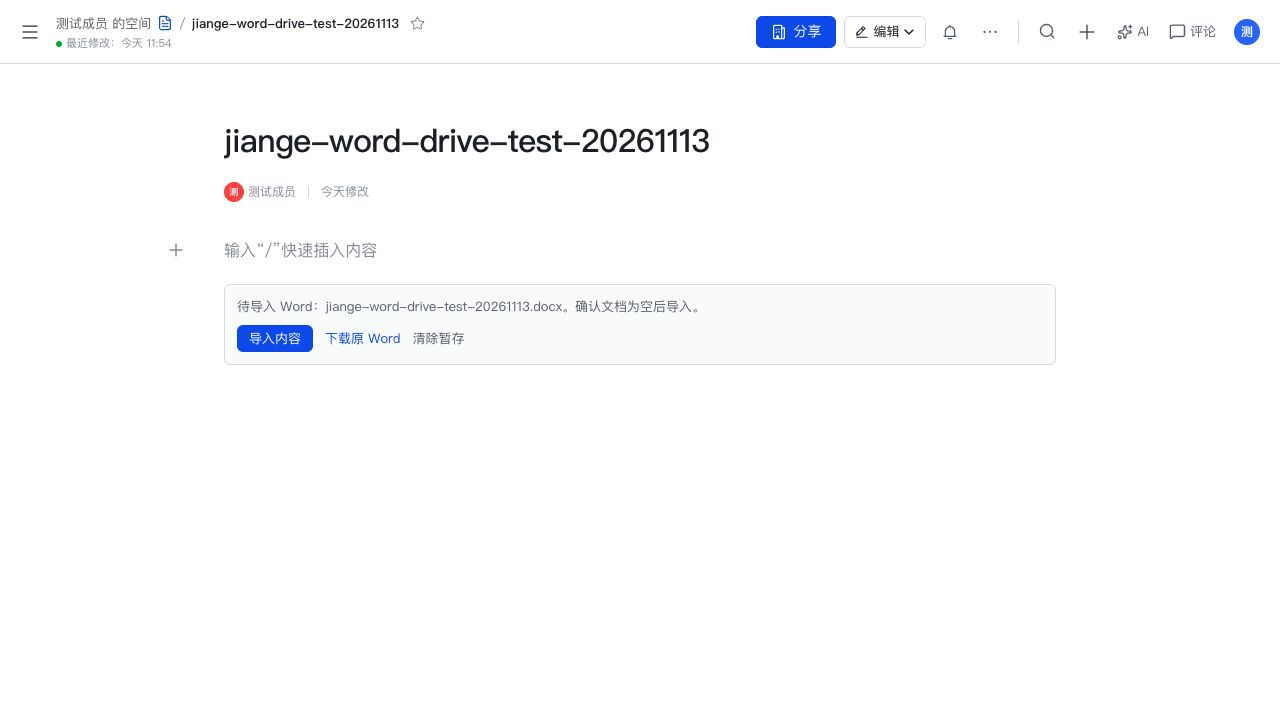 测试成员 的空间 / jiange-word-drive-test-20261113
最近修改：今天 11:54
分享
编辑
AI
评论
测
jiange-word-drive-test-20261113
测 测试成员 | 今天修改
输入“/”快速插入内容
待导入 Word：jiange-word-drive-test-20261113.docx。确认文档为空后导入。
导入内容 下载原 Word 清除暂存